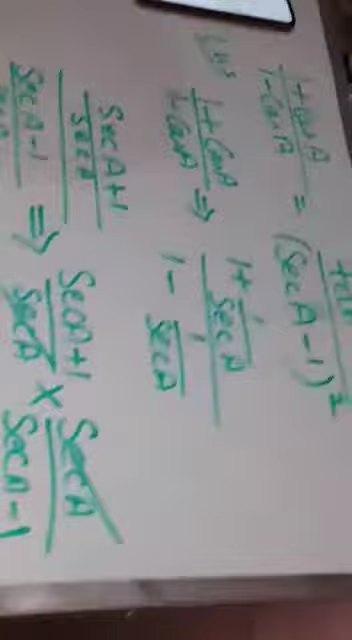 1+CosA / 1-CosA = tan / (SecA-1)²
LHS
1+CosA / 1-CosA ⇒ 1+ 1/SecA / 1- 1/SecA
SecA+1 / SecA / SecA-1 / ⇒ SecA+1 / SecA × SecA / SecA-1